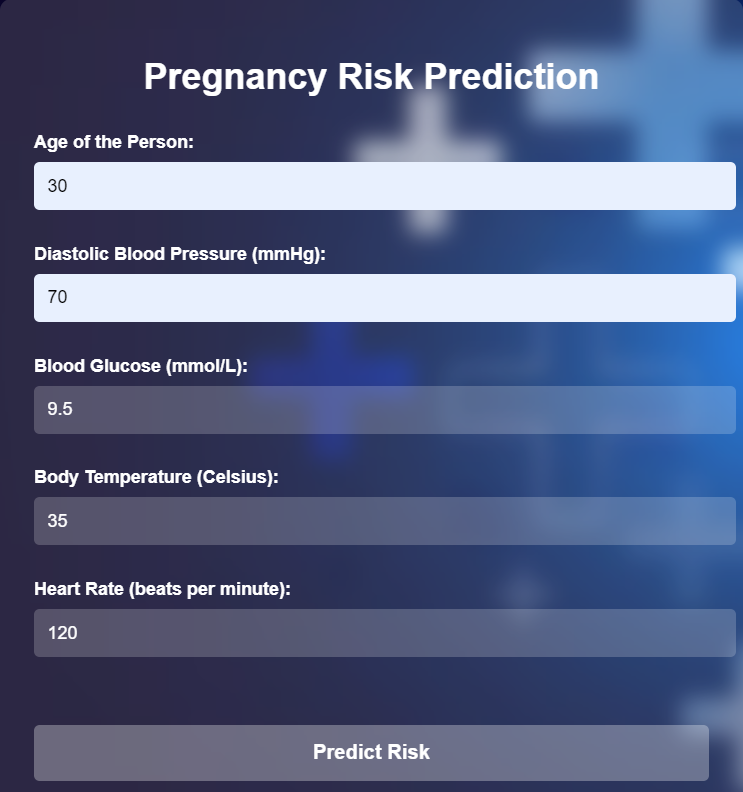 Pregnancy Risk Prediction
Age of the Person:
30
Diastolic Blood Pressure (mmHg):
70
Blood Glucose (mmol/L):
9.5
Body Temperature (Celsius):
35
Heart Rate (beats per minute):
120
Predict Risk